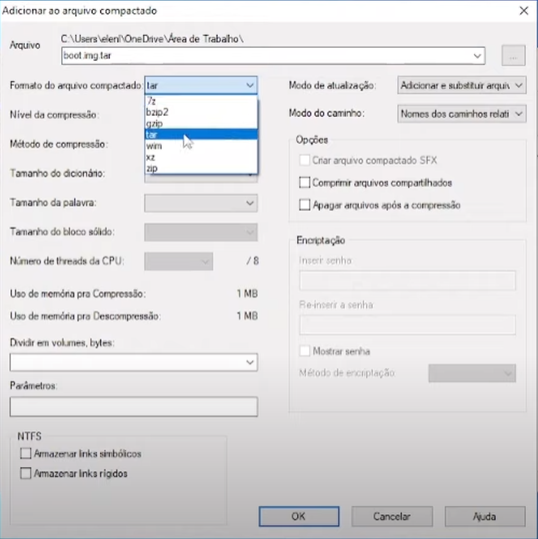 Adicionar ao arquivo compactado
Arquivo
C:\Users\elenl\OneDrive\Área de Trabalho\
boot.img.tar
...
Formato do arquivo compactado:
tar
7z
bzip2
gzip
tar
wim
xz
zip
Nível da compressão:
Método de compressão:
Tamanho do dicionário:
Tamanho da palavra:
Tamanho do bloco sólido:
Número de threads da CPU:
/ 8
Uso de memória pra Compressão:
1 MB
Uso de memória pra Descompressão:
1 MB
Dividir em volumes, bytes:
Parâmetros:
NTFS
Armazenar links simbólicos
Armazenar links rígidos
Modo de atualização:
Adicionar e substituir arquiv
Modo do caminho:
Nomes dos caminhos relati
Opções
Criar arquivo compactado SFX
Comprimir arquivos compartilhados
Apagar arquivos após a compressão
Encriptação
Inserir senha:
Re-inserir a senha:
Mostrar senha
Método de encriptação:
OK
Cancelar
Ajuda